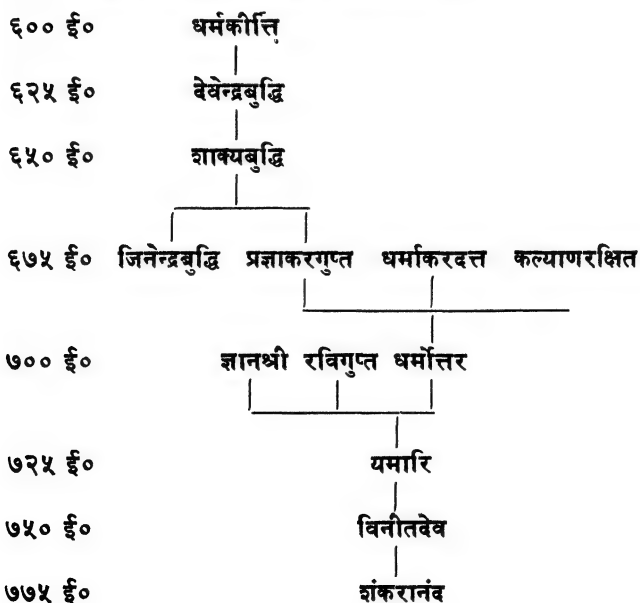 ६०० ई० धर्मकीर्त्ति
६२५ ई० देवेन्द्रबुद्धि
६५० ई० शाक्यबुद्धि
६७५ ई० जिनेन्द्रबुद्धि प्रज्ञाकरगुप्त धर्माकरदत्त कल्याणरक्षित
७०० ई० ज्ञानश्री रविगुप्त धर्मोत्तर
७२५ ई० यमारि
७५० ई० विनीतदेव
७७५ ई० शंकरानंद